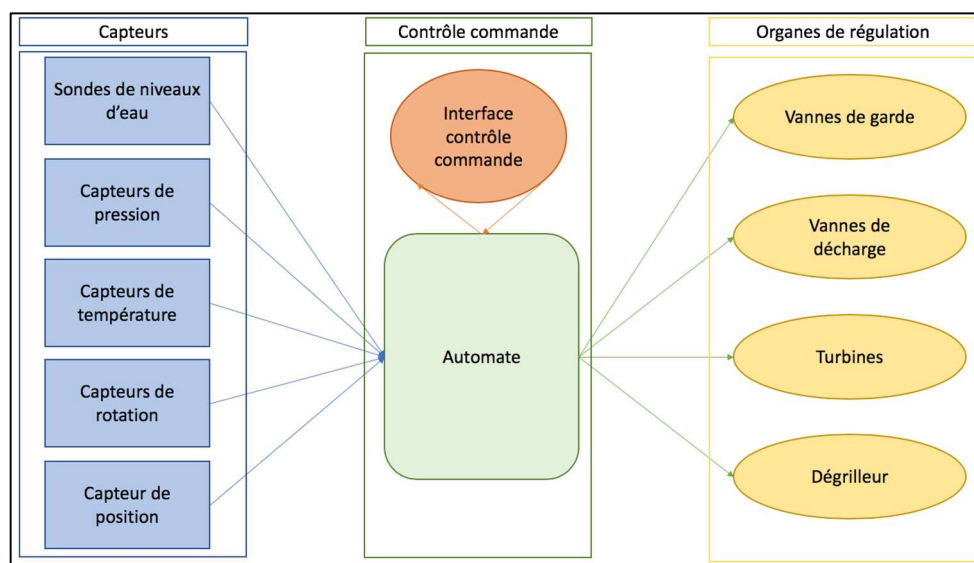 Capteurs
Contrôle commande
Organes de régulation
Sondes de niveaux
d'eau
Capteurs de
pression
Capteurs de
température
Capteurs de
rotation
Capteur de
position
Interface
contrôle
commande
Automate
Vannes de garde
Vannes de
décharge
Turbines
Dégrilleur